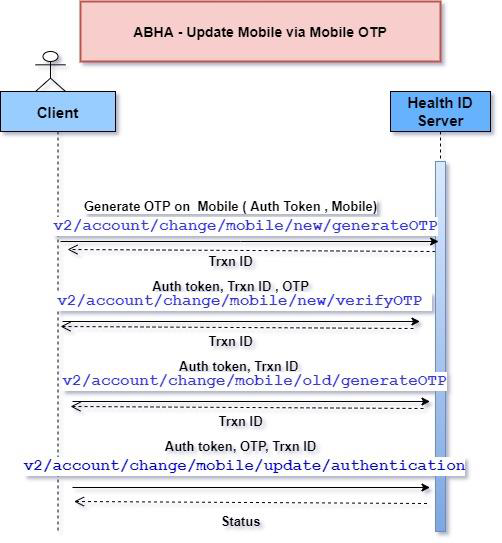 ABHA - Update Mobile via Mobile OTP
Client
Health ID
Server
Generate OTP on Mobile ( Auth Token , Mobile)
v2/account/change/mobile/new/generateOTP
Trxn ID
Auth token, Trxn ID , OTP
v2/account/change/mobile/new/verifyOTP
Trxn ID
Auth token, Trxn ID
v2/account/change/mobile/old/generateOTP
Trxn ID
Auth token, OTP, Trxn ID
v2/account/change/mobile/update/authentication
Status